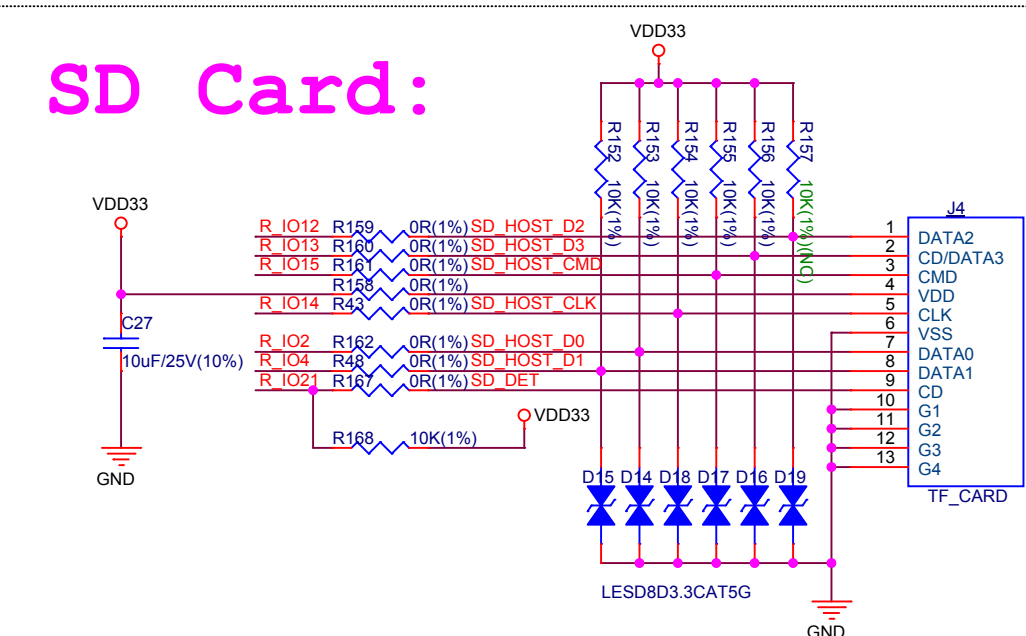 SD Card:
VDD33
R152 10K(1%)
R153 10K(1%)
R154 10K(1%)
R155 10K(1%)
R156 10K(1%)
R157 10K(1%)(NC)
VDD33
R_IO12 R159 0R(1%) SD_HOST_D2
R_IO13 R160 0R(1%) SD_HOST_D3
R_IO15 R161 0R(1%) SD_HOST_CMD
R158 0R(1%)
R_IO14 R43 0R(1%) SD_HOST_CLK
C27
10uF/25V(10%)
R_IO2 R162 0R(1%) SD_HOST_D0
R_IO4 R48 0R(1%) SD_HOST_D1
R_IO21 R167 0R(1%) SD_DET
VDD33
R168 10K(1%)
GND
J4
1 DATA2
2 CD/DATA3
3 CMD
4 VDD
5 CLK
6 VSS
7 DATA0
8 DATA1
9 CD
10 G1
11 G2
12 G3
13 G4
TF_CARD
D15 D14 D18 D17 D16 D19
LESD8D3.3CAT5G
GND